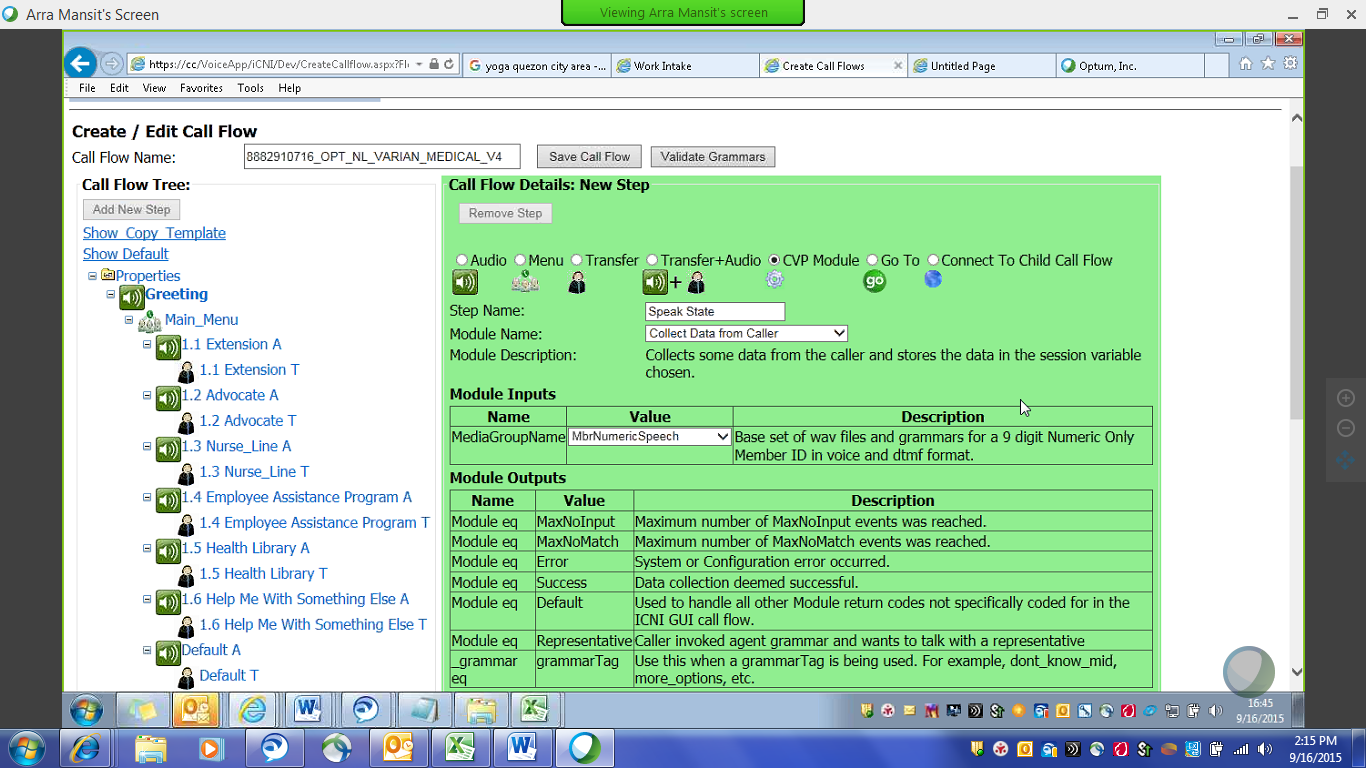 Arra Mansit's Screen
Viewing Arra Mansit's screen
https://cc/VoiceApp/iCNI/Dev/CreateCallflow.aspx?Fl
yoga quezon city area -...
Work Intake
Create Call Flows
Untitled Page
Optum, Inc.
File Edit View Favorites Tools Help
Create / Edit Call Flow
Call Flow Name: 8882910716_OPT_NL_VARIAN_MEDICAL_V4 Save Call Flow Validate Grammars
Call Flow Tree:
Add New Step
Show Copy Template
Show Default
Properties
Greeting
Main_Menu
1.1 Extension A
1.1 Extension T
1.2 Advocate A
1.2 Advocate T
1.3 Nurse_Line A
1.3 Nurse_Line T
1.4 Employee Assistance Program A
1.4 Employee Assistance Program T
1.5 Health Library A
1.5 Health Library T
1.6 Help Me With Something Else A
1.6 Help Me With Something Else T
Default A
Default T
Call Flow Details: New Step
Remove Step
Audio Menu Transfer Transfer+Audio CVP Module Go To Connect To Child Call Flow
+ go
Step Name: Speak State
Module Name: Collect Data from Caller
Module Description: Collects some data from the caller and stores the data in the session variable
chosen.
Module Inputs
Name Value Description
MediaGroupName MbrNumericSpeech Base set of wav files and grammars for a 9 digit Numeric Only
Member ID in voice and dtmf format.
Module Outputs
Name Value Description
Module eq MaxNoInput Maximum number of MaxNoInput events was reached.
Module eq MaxNoMatch Maximum number of MaxNoMatch events was reached.
Module eq Error System or Configuration error occurred.
Module eq Success Data collection deemed successful.
Module eq Default Used to handle all other Module return codes not specifically coded for in the
ICNI GUI call flow.
Module eq Representative Caller invoked agent grammar and wants to talk with a representative
_grammar grammarTag Use this when a grammarTag is being used. For example, dont_know_mid,
eq more_options, etc.
16:45
9/16/2015
2:15 PM
9/16/2015